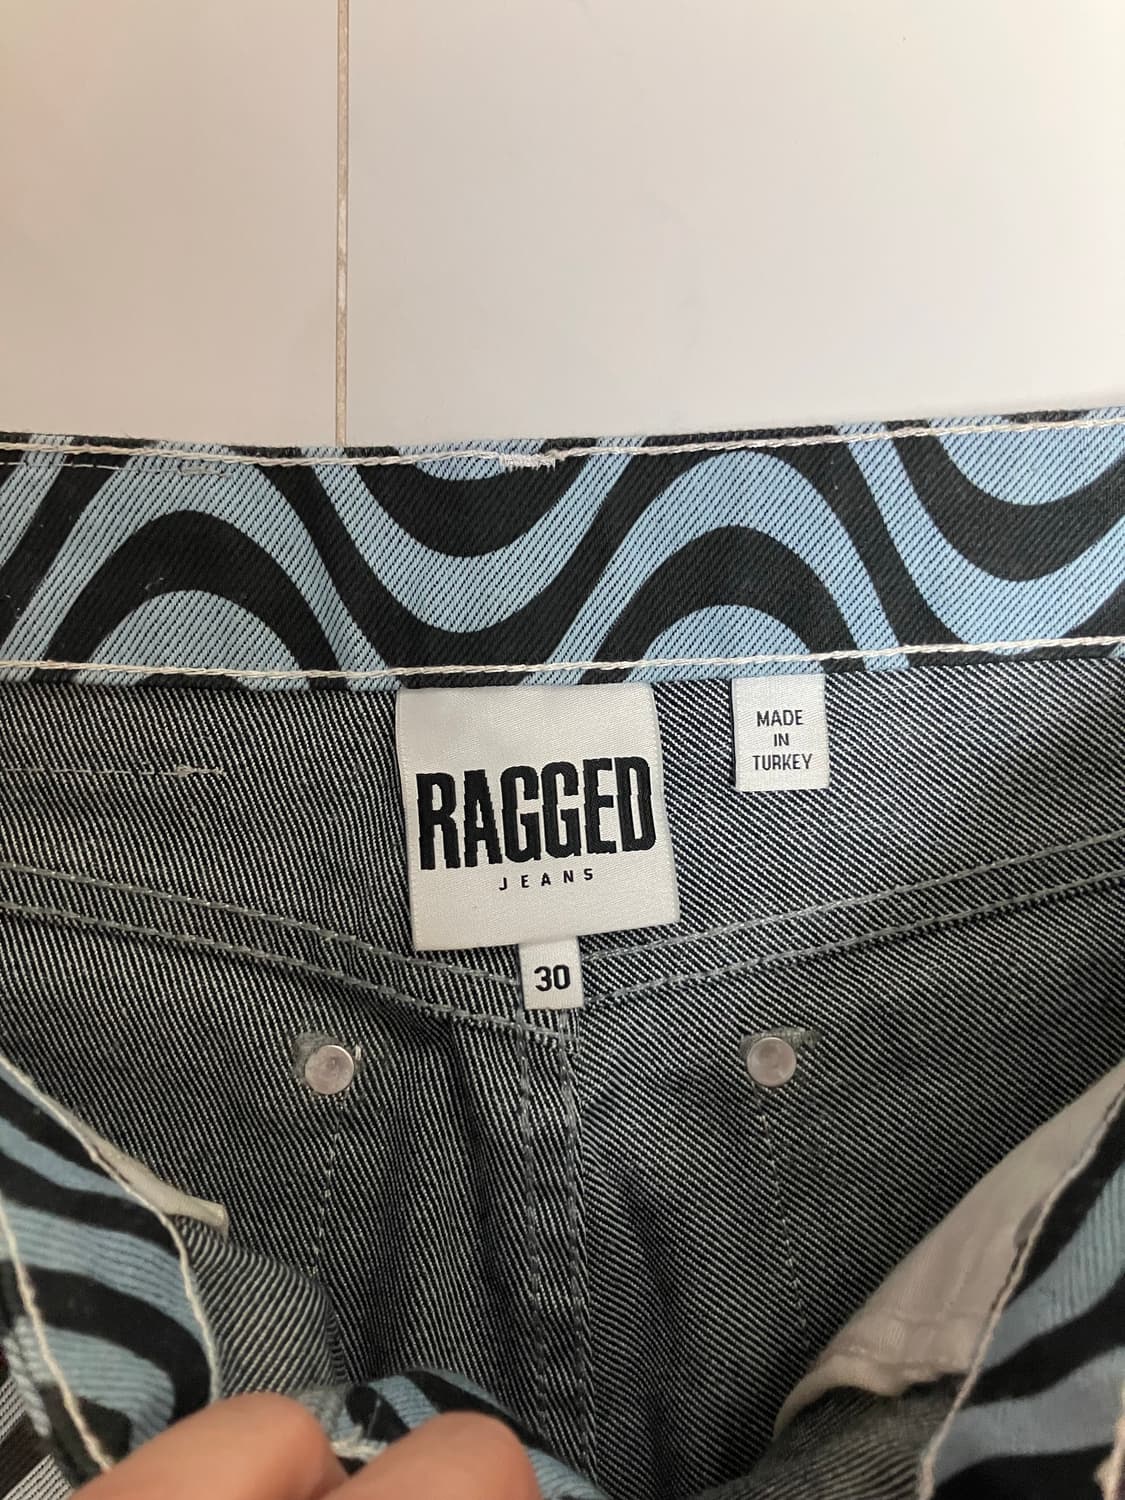 RAGGED
JEANS
30
MADE
IN
TURKEY